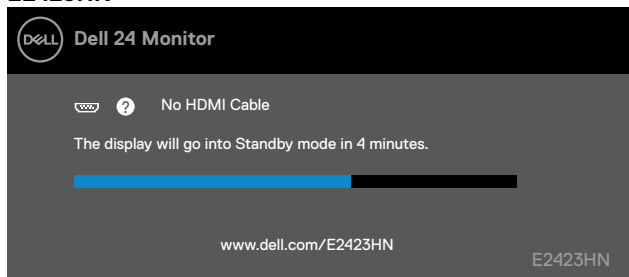 DELL Dell 24 Monitor
? No HDMI Cable
The display will go into Standby mode in 4 minutes.
www.dell.com/E2423HN
E2423HN